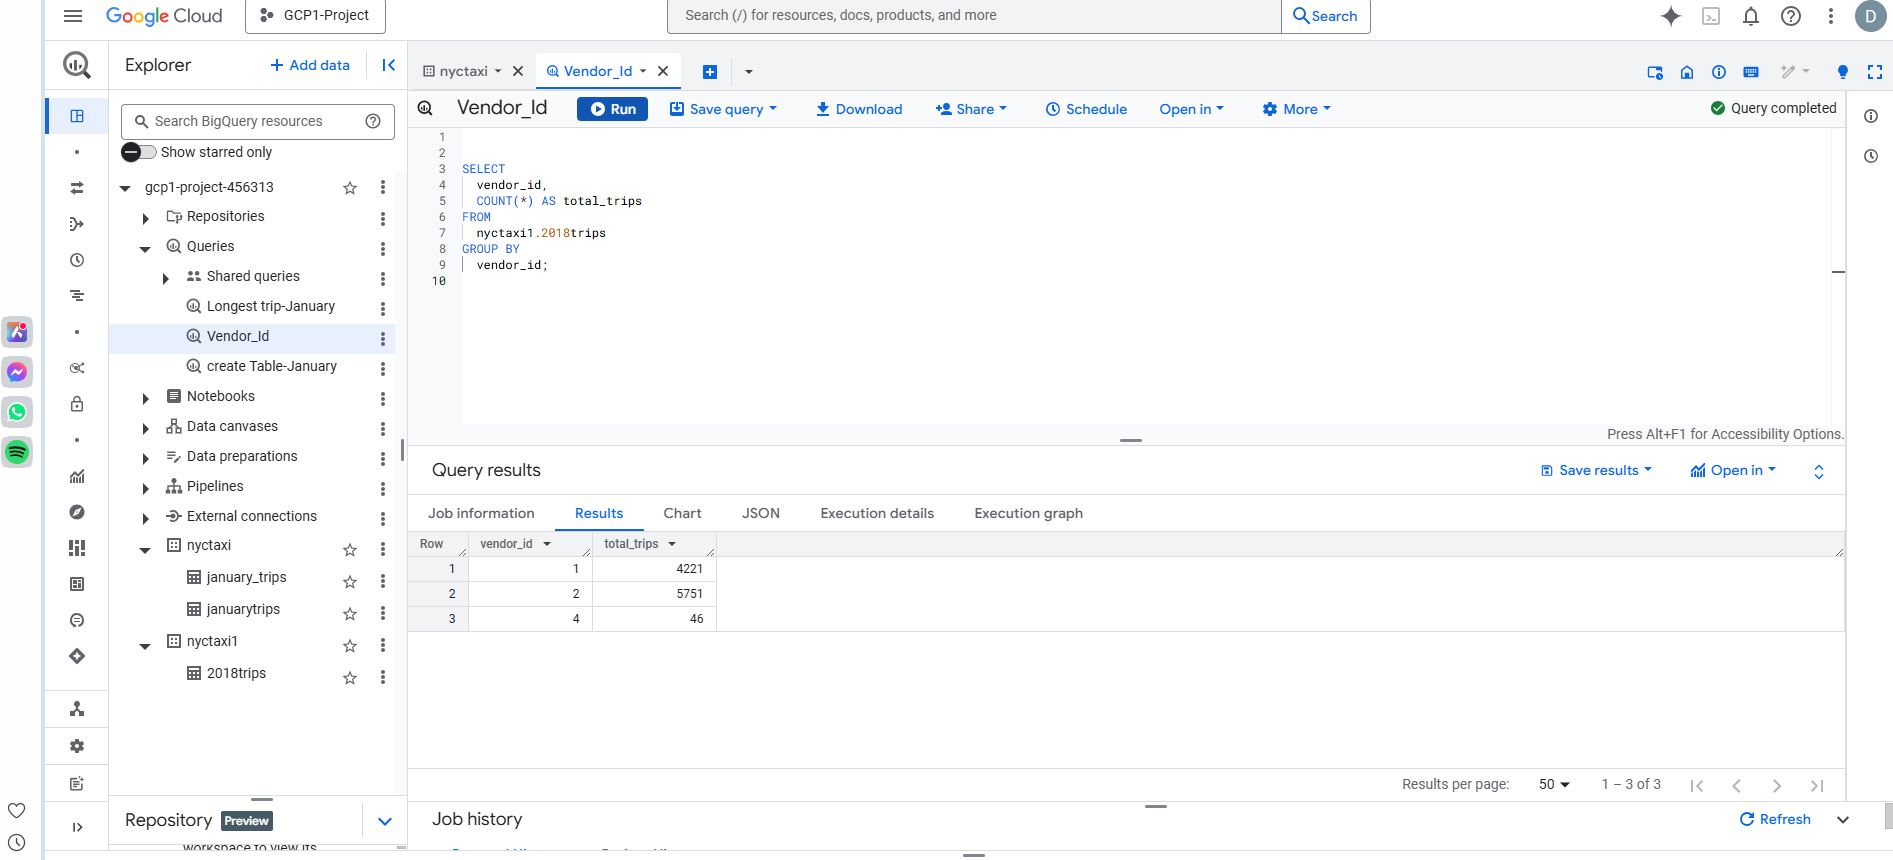 Google Cloud
GCP1-Project
Search (/) for resources, docs, products, and more
Search
D
Explorer
+ Add data
nyctaxi
Vendor_Id
Search BigQuery resources
Show starred only
gcp1-project-456313
Repositories
Queries
Shared queries
Longest trip-January
Vendor_Id
create Table-January
Notebooks
Data canvases
Data preparations
Pipelines
External connections
nyctaxi
january_trips
januarytrips
nyctaxi1
2018trips
Repository Preview
workspace to view its
Vendor_Id
Run
Save query
Download
Share
Schedule
Open in
More
Query completed
1
2
3 SELECT
4 vendor_id,
5 COUNT(*) AS total_trips
6 FROM
7 nyctaxi1.2018trips
8 GROUP BY
9 vendor_id;
10
Press Alt+F1 for Accessibility Options.
Query results
Save results
Open in
Job information
Results
Chart
JSON
Execution details
Execution graph
Row vendor_id total_trips
1 1 4221
2 2 5751
3 4 46
Results per page: 50 1 – 3 of 3
Job history
Refresh